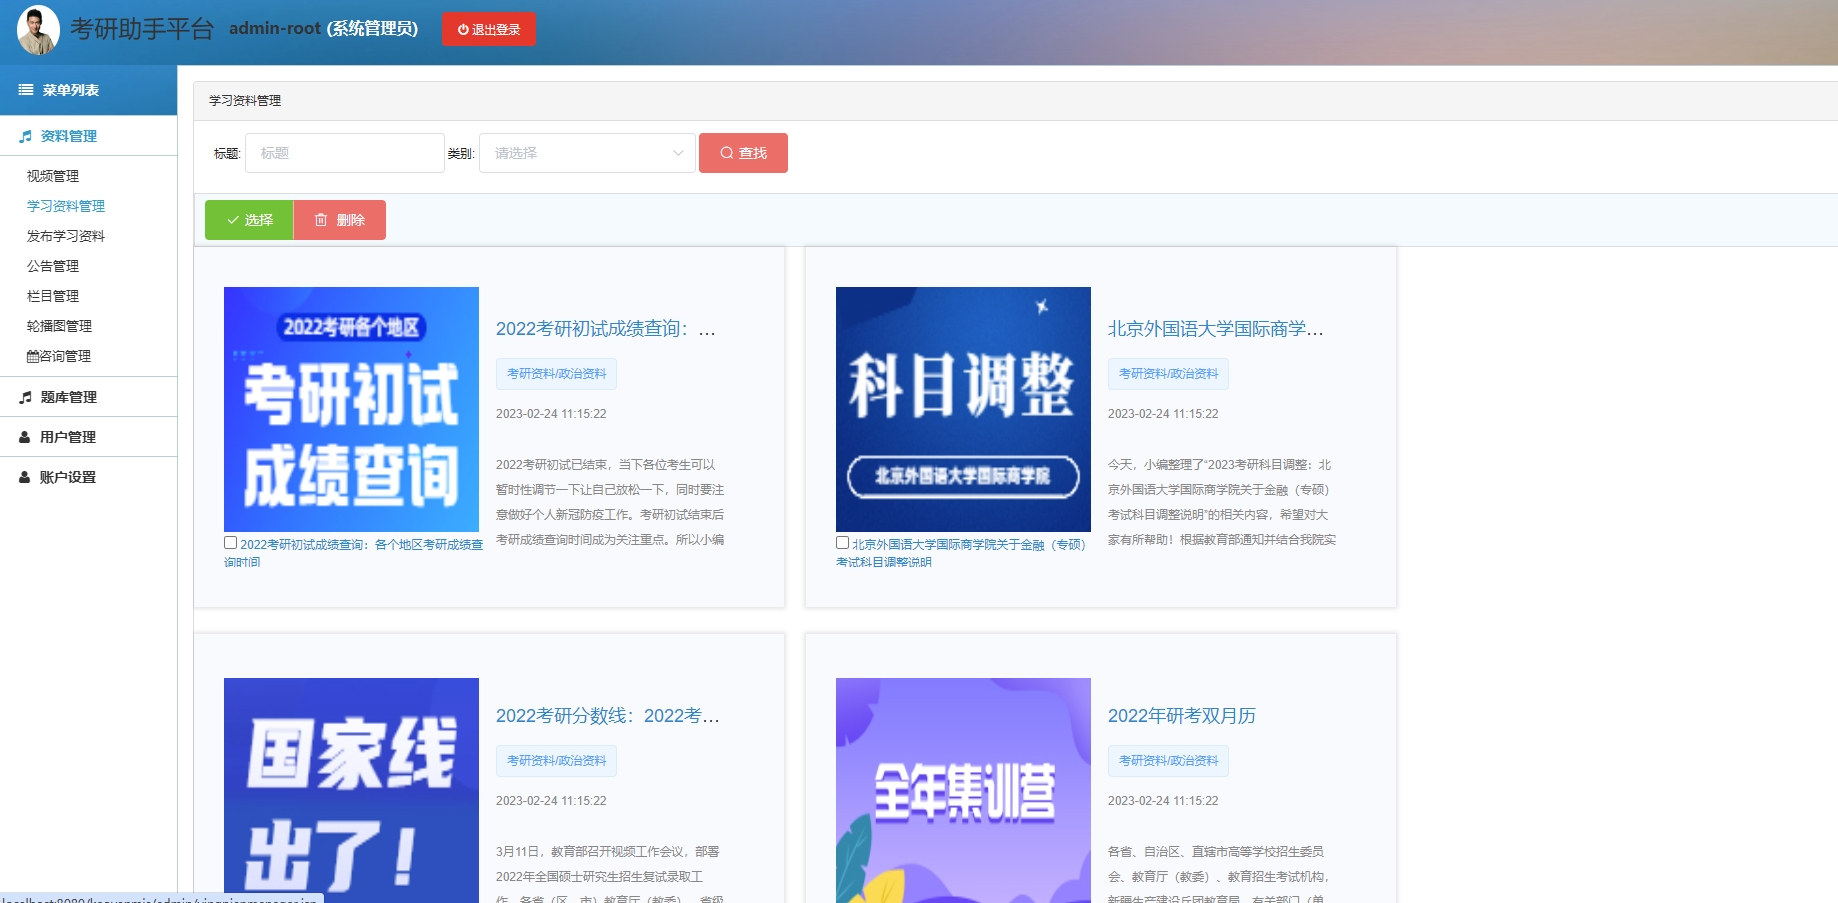 考研助手平台 admin-root (系统管理员) 退出登录
菜单列表
资料管理
视频管理
学习资料管理
发布学习资料
公告管理
栏目管理
轮播图管理
咨询管理
题库管理
用户管理
账户设置
学习资料管理
标题: 标题 类别: 请选择 查找
选择 删除
2022考研各个地区
考研初试
成绩查询
2022考研初试成绩查询：各个地区考研成绩查
询时间
2022考研初试成绩查询：...
考研资料/政治资料
2023-02-24 11:15:22
2022考研初试已结束，当下各位考生可以
暂时性调节一下让自己放松一下，同时要注
意做好个人新冠防疫工作。考研初试结束后
考研成绩查询时间成为关注重点。所以小编
科目调整
北京外国语大学国际商学院
北京外国语大学国际商学院关于金融（专硕）
考试科目调整说明
北京外国语大学国际商学...
考研资料/政治资料
2023-02-24 11:15:22
今天，小编整理了“2023考研科目调整：北
京外国语大学国际商学院关于金融（专硕）
考试科目调整说明”的相关内容，希望对大
家有所帮助！根据教育部通知并结合我院实
国家线
出了！
2022考研分数线：2022考...
考研资料/政治资料
2023-02-24 11:15:22
3月11日，教育部召开视频工作会议，部署
2022年全国硕士研究生招生复试录取工
作。各省（区、市）教育厅（教委）、省级
全年集训营
2022年研考双月历
考研资料/政治资料
2023-02-24 11:15:22
各省、自治区、直辖市高等学校招生委员
会、教育厅（教委）、教育招生考试机构，
新疆生产建设兵团教育局，有关部门（单